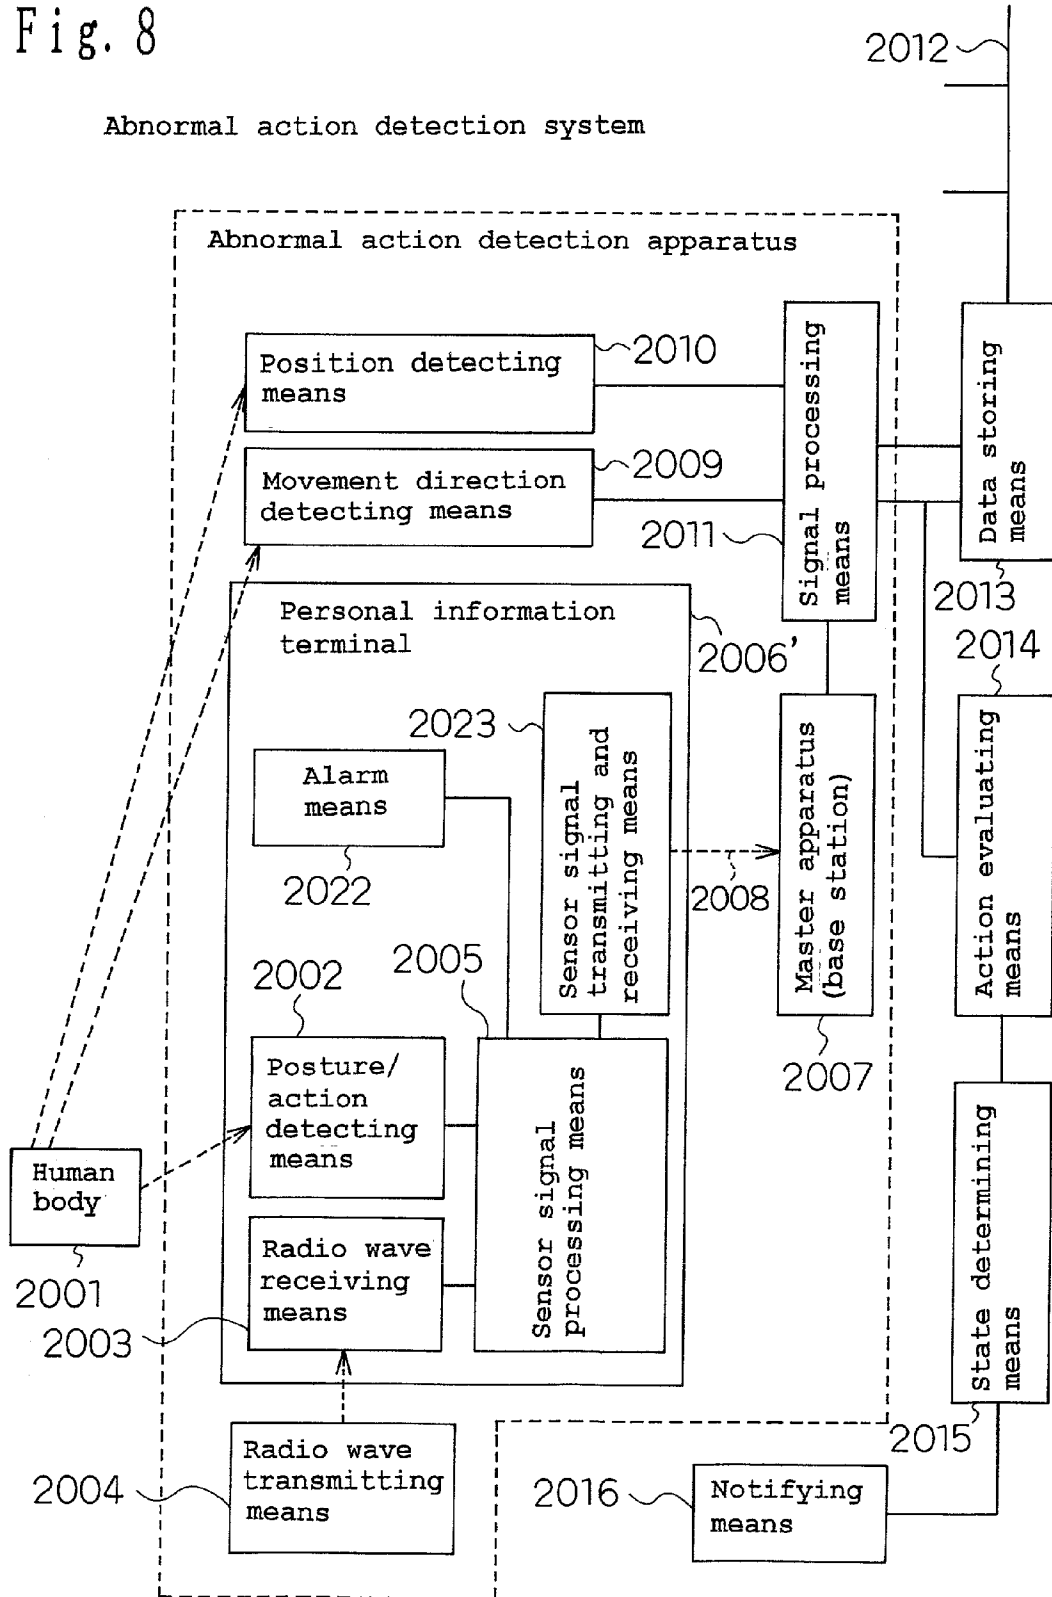 Fig. 8
2012
Abnormal action detection system
Abnormal action detection apparatus
Position detecting
means
2010
Movement direction
detecting means
2009
2011
Signal processing
means
Data storing
means
2013
Personal information
terminal
2006'
2014
2023
Alarm
means
2022
Sensor signal
transmitting and
receiving means
2008
Master apparatus
(base station)
2007
Action evaluating
means
2002
2005
Posture/
action
detecting
means
Sensor signal
processing means
Human
body
2001
Radio wave
receiving
means
2003
State determining
means
2015
Radio wave
transmitting
means
2004
2016
Notifying
means